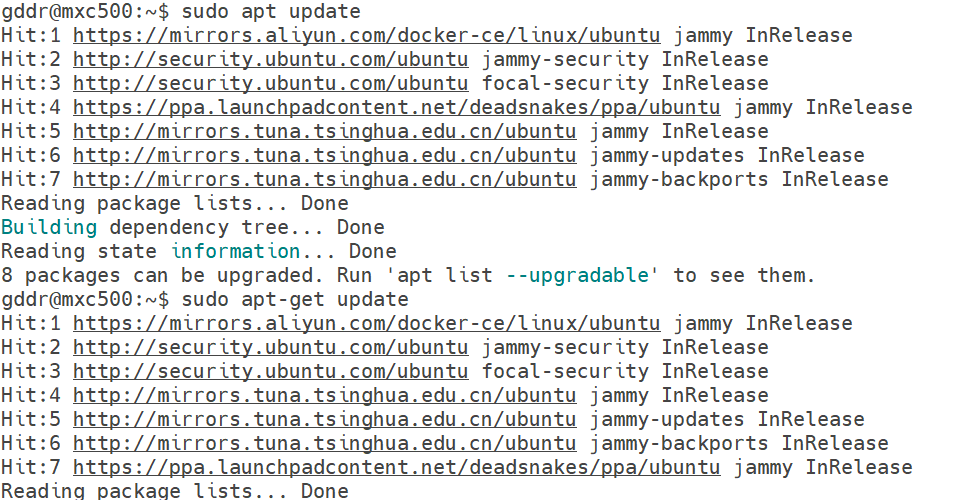 gddr@mxc500:~$ sudo apt update
Hit:1 https://mirrors.aliyun.com/docker-ce/linux/ubuntu jammy InRelease
Hit:2 http://security.ubuntu.com/ubuntu jammy-security InRelease
Hit:3 http://security.ubuntu.com/ubuntu focal-security InRelease
Hit:4 https://ppa.launchpadcontent.net/deadsnakes/ppa/ubuntu jammy InRelease
Hit:5 http://mirrors.tuna.tsinghua.edu.cn/ubuntu jammy InRelease
Hit:6 http://mirrors.tuna.tsinghua.edu.cn/ubuntu jammy-updates InRelease
Hit:7 http://mirrors.tuna.tsinghua.edu.cn/ubuntu jammy-backports InRelease
Reading package lists... Done
Building dependency tree... Done
Reading state information... Done
8 packages can be upgraded. Run 'apt list --upgradable' to see them.
gddr@mxc500:~$ sudo apt-get update
Hit:1 https://mirrors.aliyun.com/docker-ce/linux/ubuntu jammy InRelease
Hit:2 http://security.ubuntu.com/ubuntu jammy-security InRelease
Hit:3 http://security.ubuntu.com/ubuntu focal-security InRelease
Hit:4 http://mirrors.tuna.tsinghua.edu.cn/ubuntu jammy InRelease
Hit:5 http://mirrors.tuna.tsinghua.edu.cn/ubuntu jammy-updates InRelease
Hit:6 http://mirrors.tuna.tsinghua.edu.cn/ubuntu jammy-backports InRelease
Hit:7 https://ppa.launchpadcontent.net/deadsnakes/ppa/ubuntu jammy InRelease
Reading package lists... Done